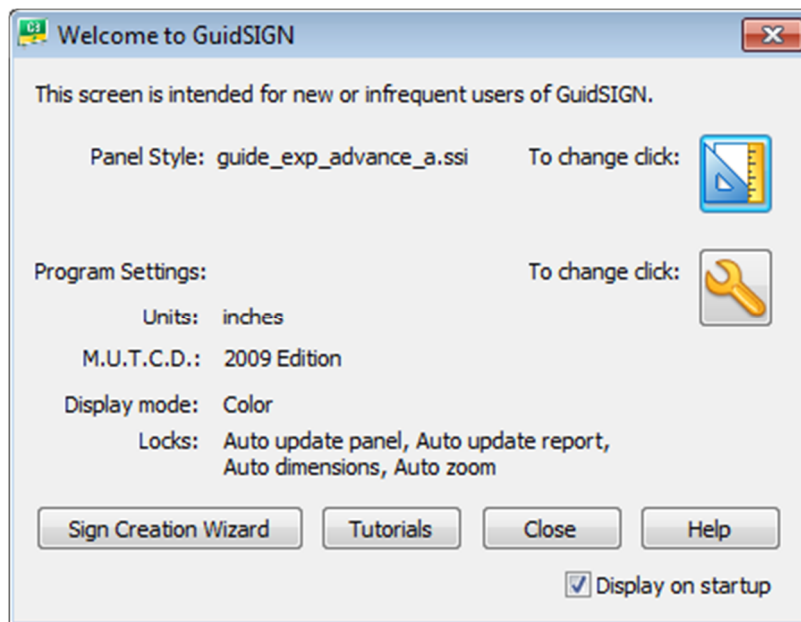 Welcome to GuidSIGN
This screen is intended for new or infrequent users of GuidSIGN.
Panel Style: guide_exp_advance_a.ssi To change click:
Program Settings: To change click:
Units: inches
M.U.T.C.D.: 2009 Edition
Display mode: Color
Locks: Auto update panel, Auto update report,
Auto dimensions, Auto zoom
Sign Creation Wizard Tutorials Close Help
Display on startup